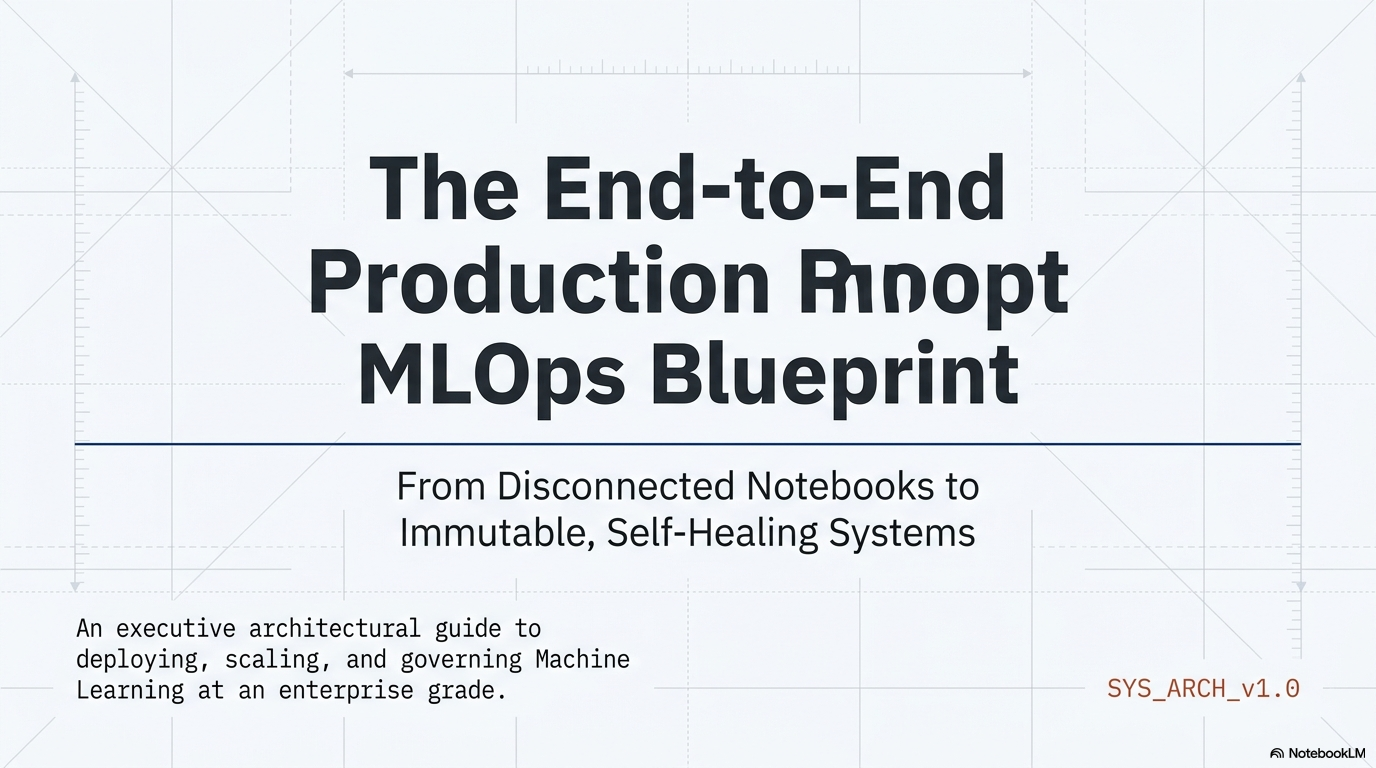 The End-to-End
Production
MLOps Blueprint
From Disconnected Notebooks to
Immutable, Self-Healing Systems
An executive architectural guide to
deploying, scaling, and governing Machine
Learning at an enterprise grade.
SYS_ARCH_v1.0
NotebookLM